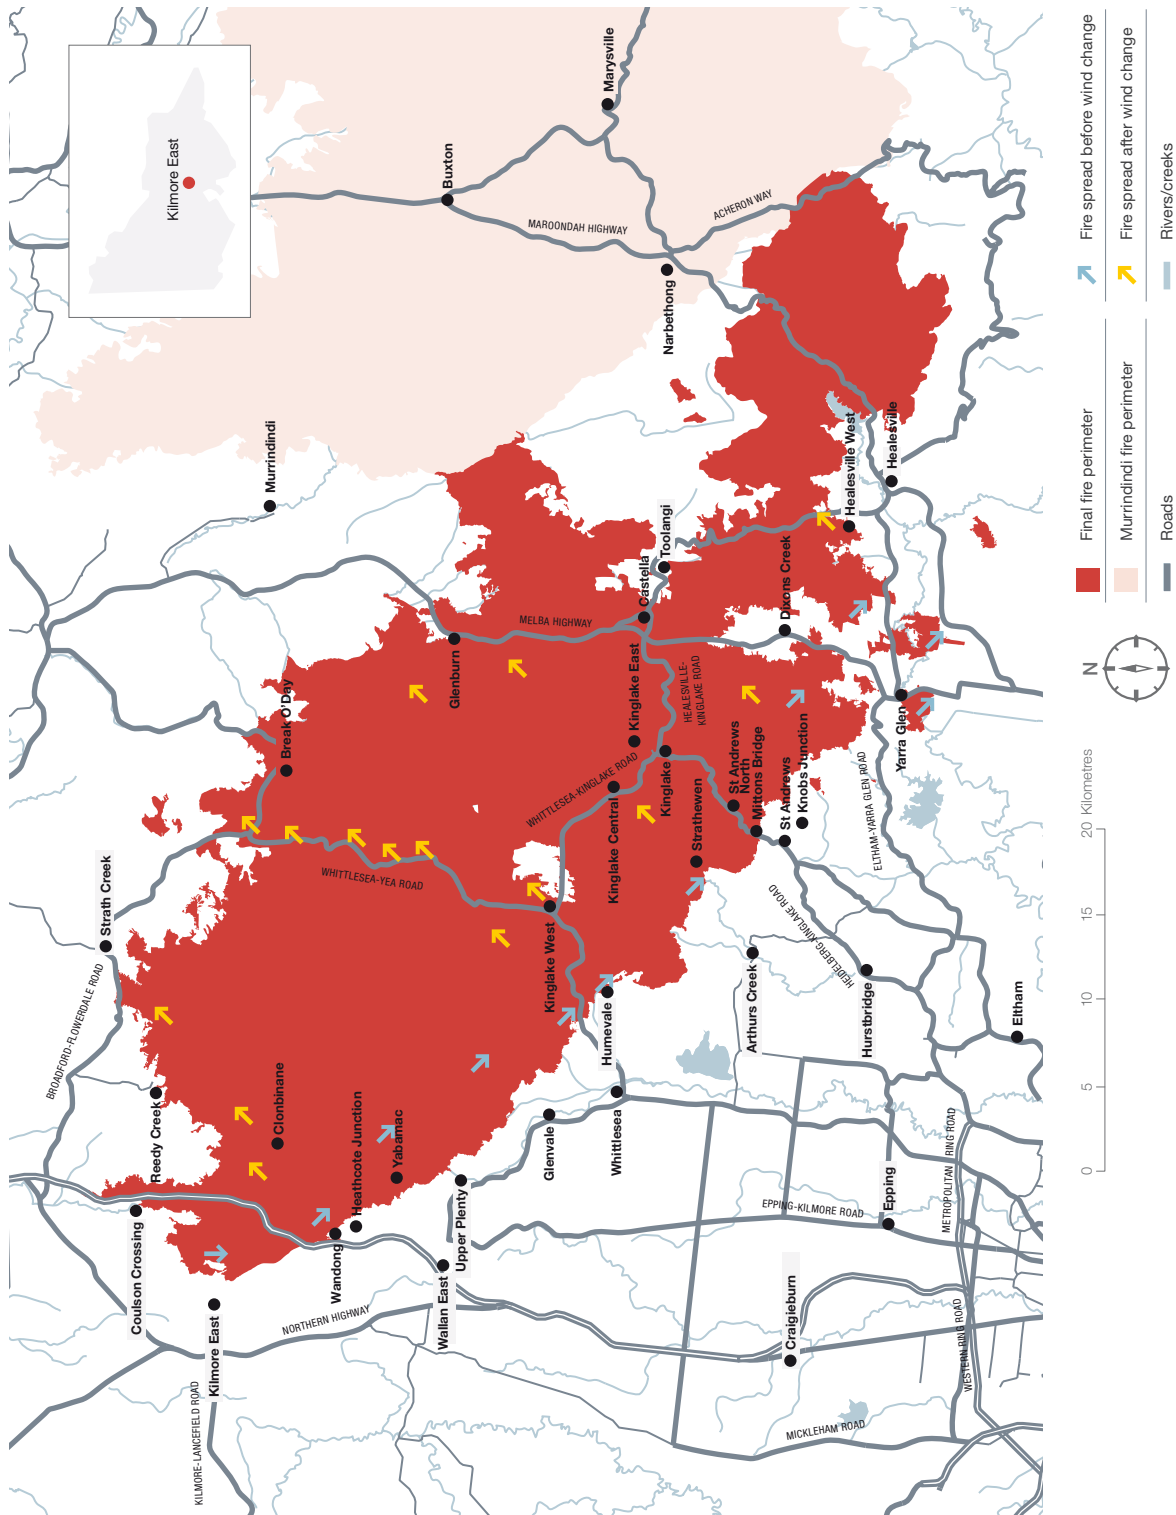 Kilmore East
Marysville
Buxton
MAROONDAH HIGHWAY
ACHERON WAY
Narbethong
Murrindindi
Healesville West
Healesville
Toolangi
Castella
Dixons Creek
MELBA HIGHWAY
Glenburn
Kinglake East
HEALESVILLE-
KINGLAKE ROAD
Break O'Day
Yarra Glen
St Andrews
North
Mittons Bridge
St Andrews
Knobs Junction
ELTHAM-YARRA GLEN ROAD
WHITTLESEA-KINGLAKE ROAD
Kinglake
Kinglake Central
Strathewen
Strath Creek
WHITTLESEA-YEA ROAD
Kinglake West
HEIDELBERG-KINGLAKE ROAD
BROADFORD-FLOWERDALE ROAD
Humevale
Arthurs Creek
Hurstbridge
Eltham
Reedy Creek
Clonbinane
Heathcote Junction
Yabamac
Glenvale
Whittlesea
Coulson Crossing
Wandong
Upper Plenty
Wallan East
EPPING-KILMORE ROAD
Epping
METROPOLITAN RING ROAD
Kilmore East
NORTHERN HIGHWAY
Craigieburn
WESTERN RING ROAD
KILMORE-LANCEFIELD ROAD
MICKLEHAM ROAD
0 5 10 15 20 Kilometres
N
Final fire perimeter
Murrindindi fire perimeter
Roads
Fire spread before wind change
Fire spread after wind change
Rivers/creeks